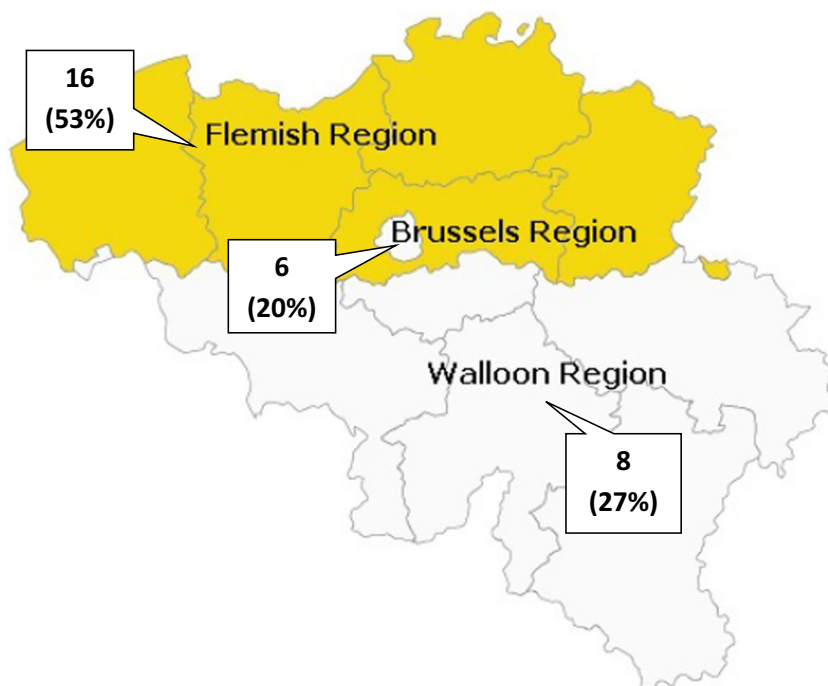 16
(53%)
Flemish Region
Brussels Region
6
(20%)
Walloon Region
8
(27%)